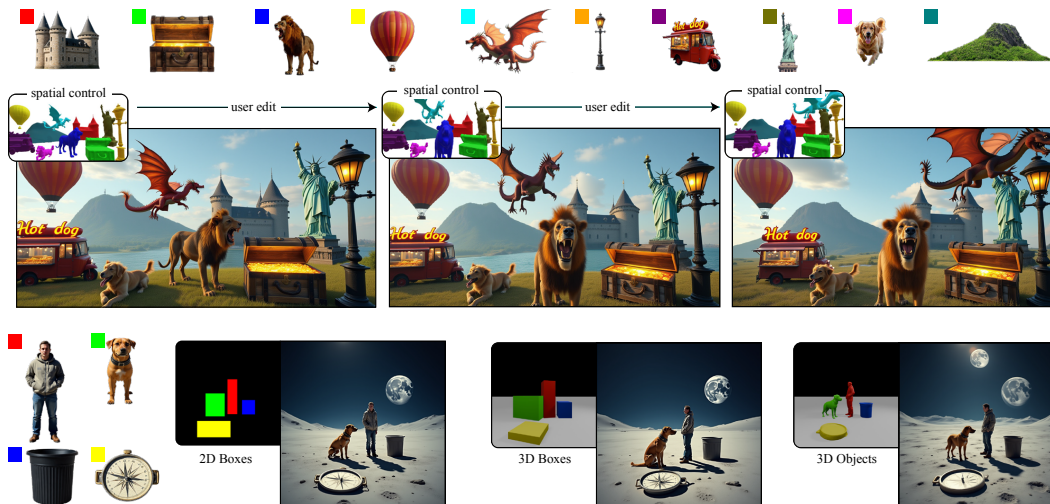 spatial control
user edit
spatial control
user edit
spatial control
Hot dog
Hot dog
Hot dog
2D Boxes
3D Boxes
3D Objects